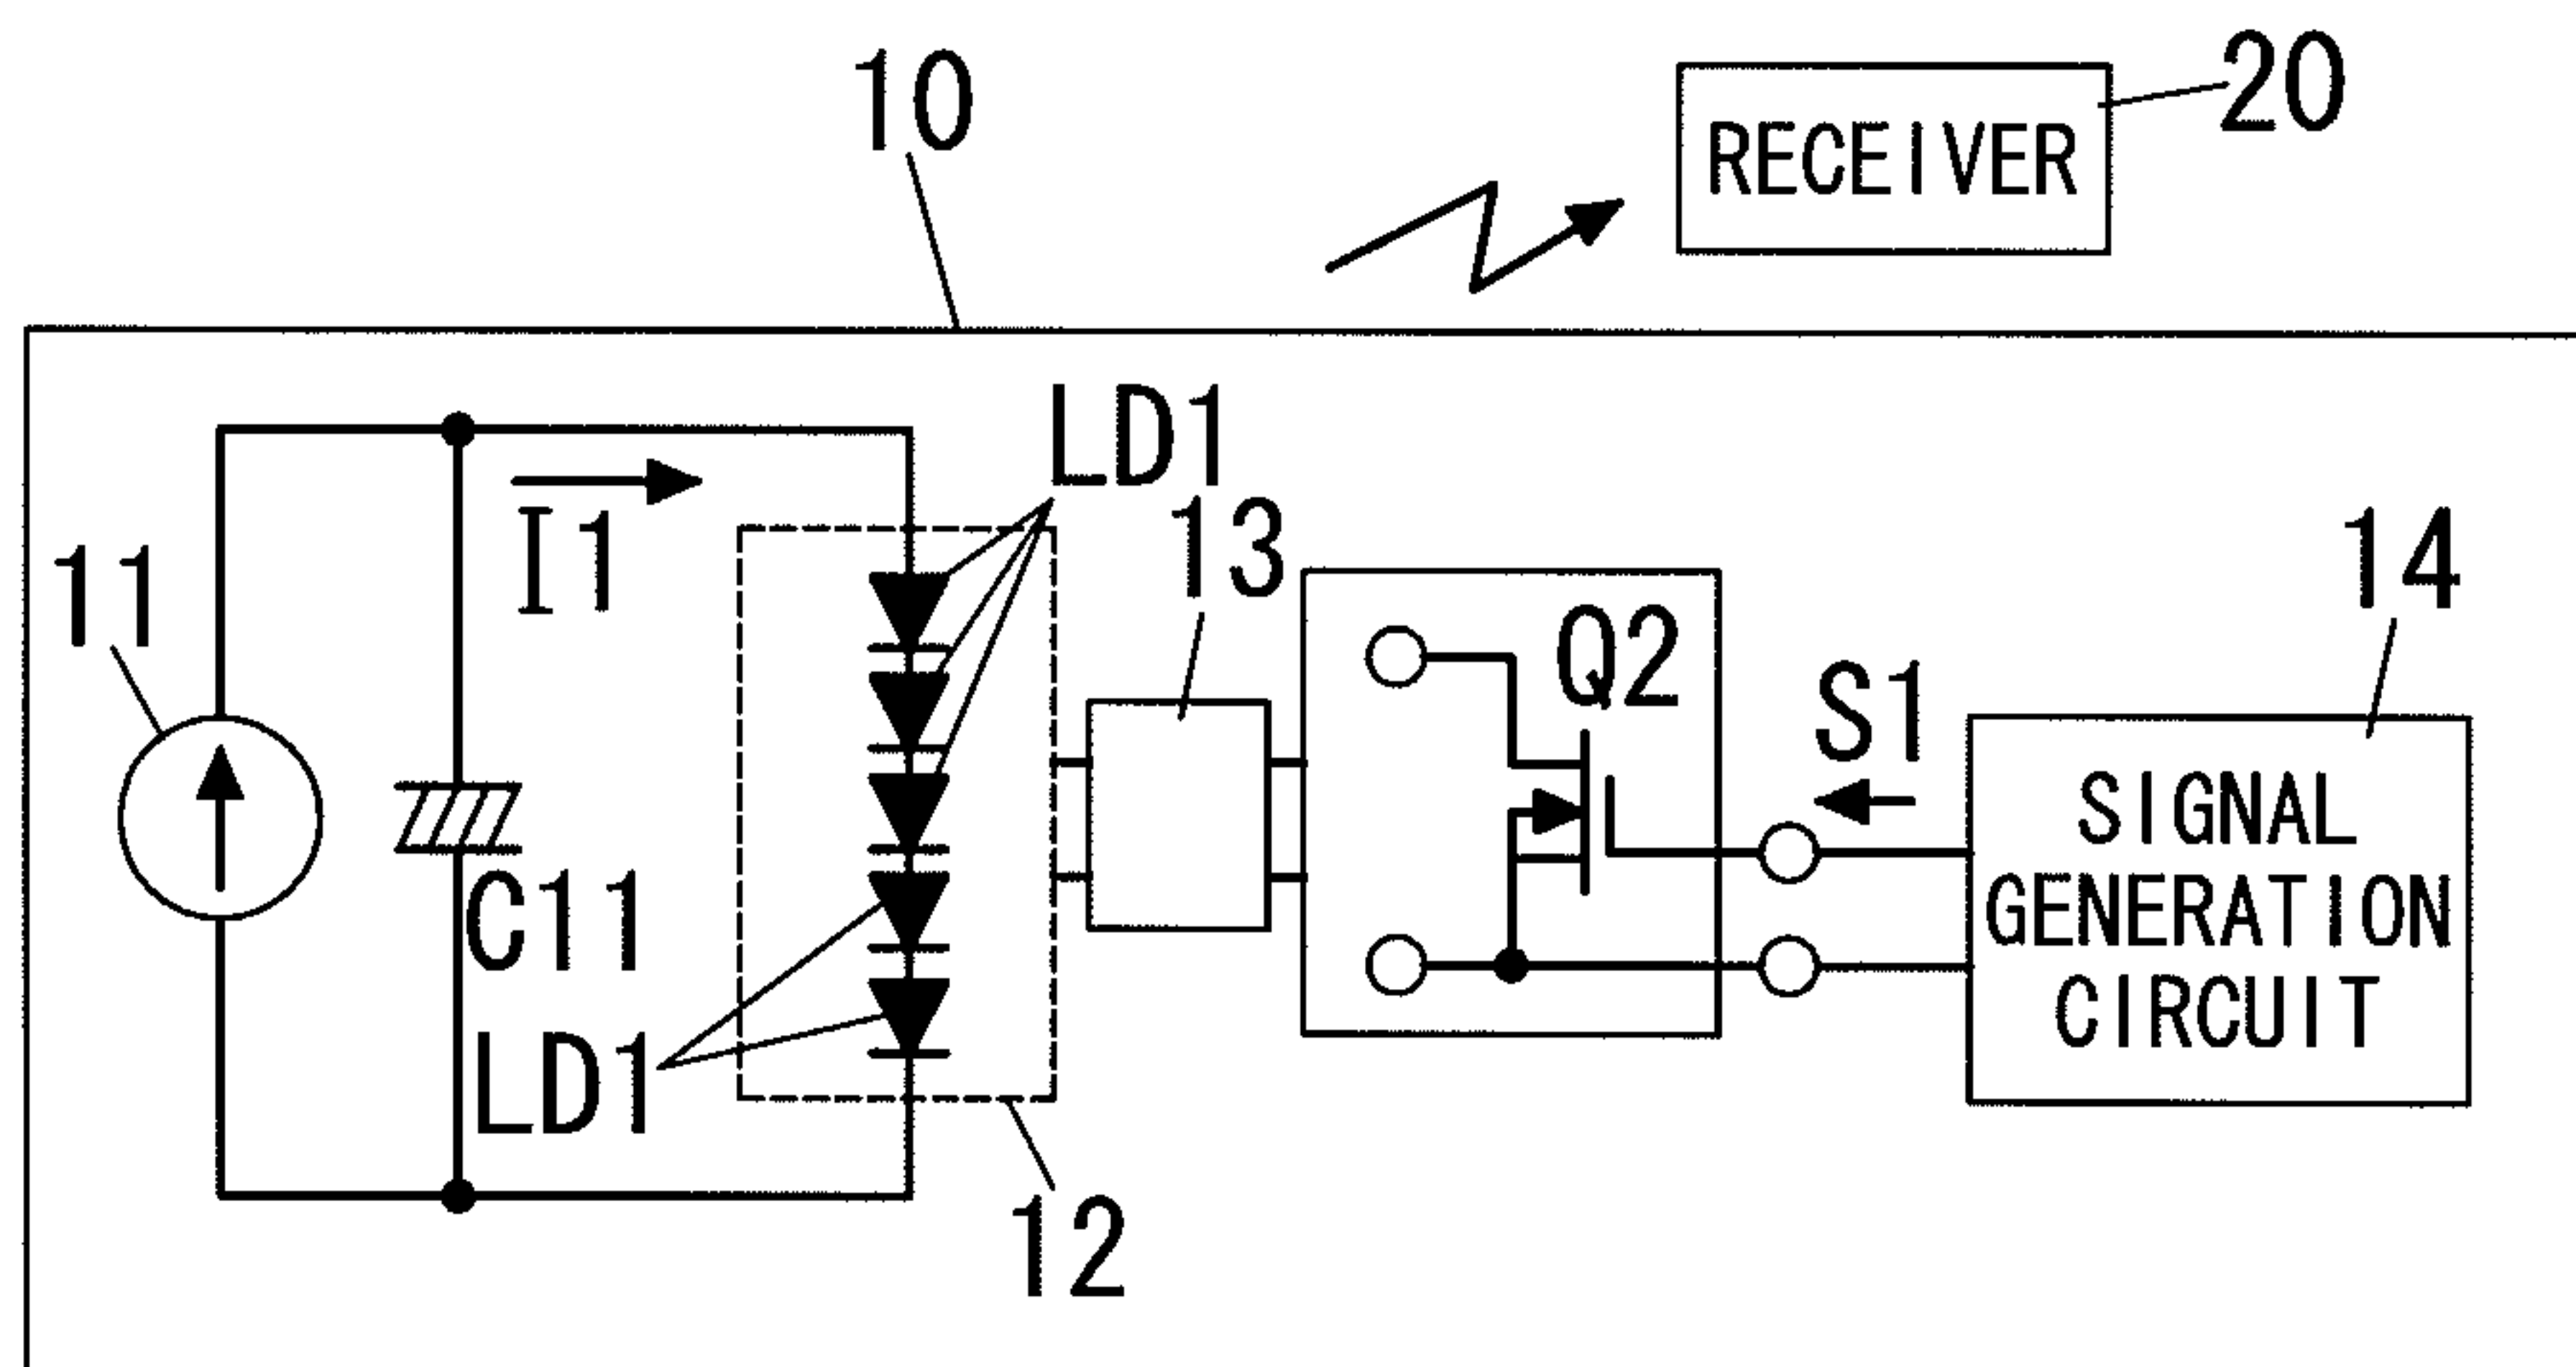 10
RECEIVER
20
LD1
I1
13
11
14
Q2
S1
SIGNAL
GENERATION
CIRCUIT
C11
LD1
12